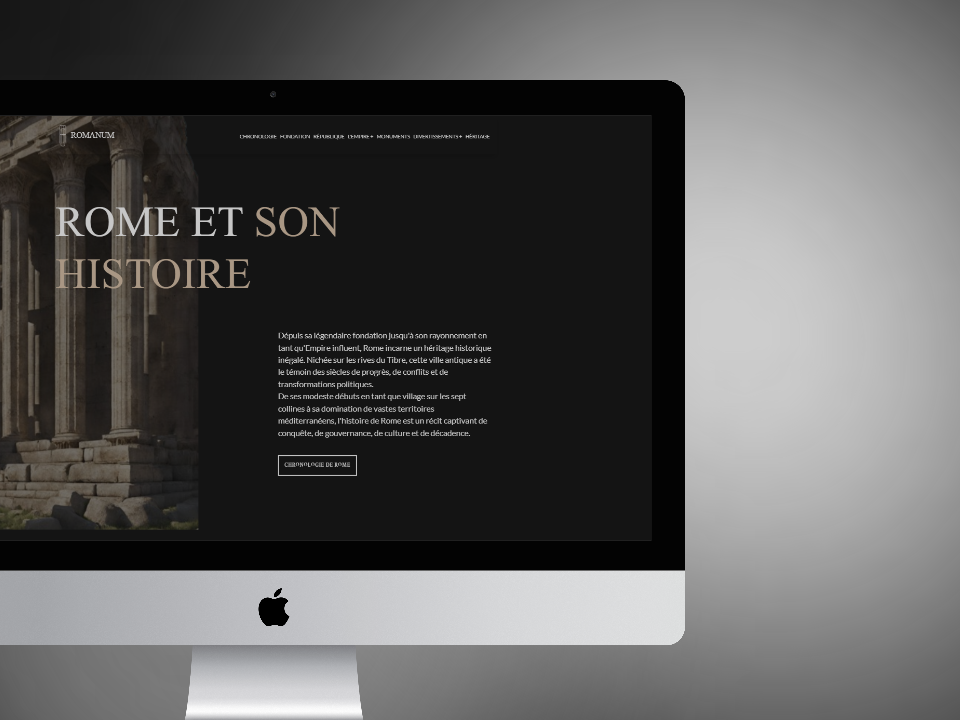 ROMANUM
CHRONOLOGIE FONDATION RÉPUBLIQUE L'EMPIRE+ MONUMENTS DIVERTISSEMENTS+ HÉRITAGE
ROME ET SON
HISTOIRE
Dépuis sa légendaire fondation jusqu'à son rayonnement en
tant qu'Empire influent, Rome incarne un héritage historique
inégalé. Nichée sur les rives du Tibre, cette ville antique a été
le témoin des siècles de progrès, de conflits et de
transformations politiques.
De ses modeste débuts en tant que village sur les sept
collines à sa domination de vastes territoires
méditerranéens, l'histoire de Rome est un récit captivant de
conquête, de gouvernance, de culture et de décadence.
CHRONOLOGIE DE ROME